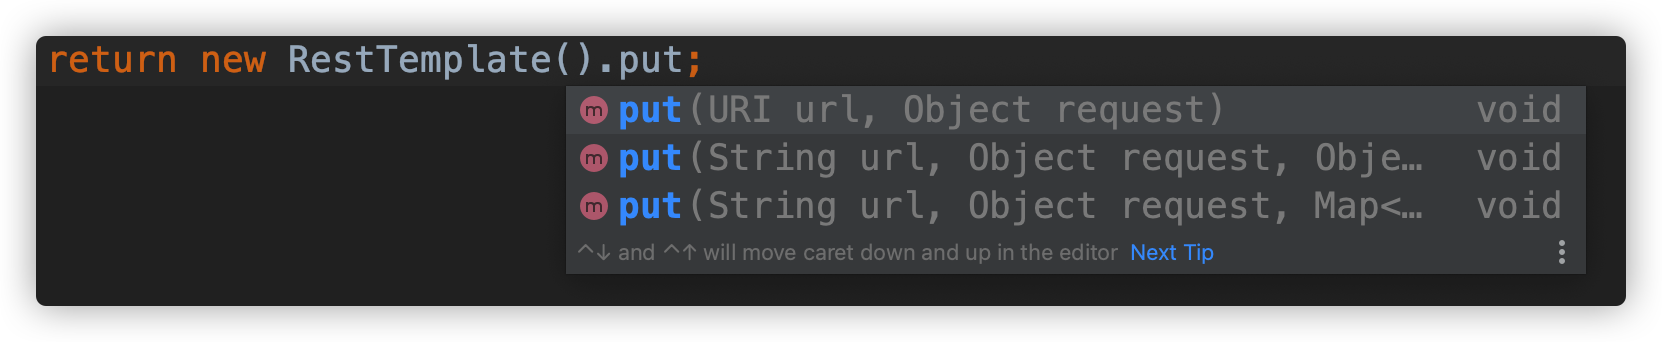 return new RestTemplate().put;
m put(URI url, Object request) void
m put(String url, Object request, Obje… void
m put(String url, Object request, Map<… void
^↓ and ^↑ will move caret down and up in the editor Next Tip